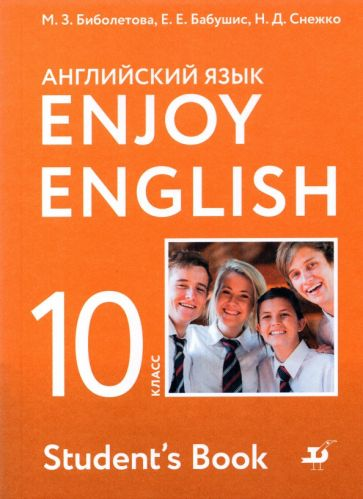 М. З. Биболетова, Е. Е. Бабушис, Н. Д. Снежко
АНГЛИЙСКИЙ ЯЗЫК
ENJOY
ENGLISH
10
КЛАСС
Student's Book